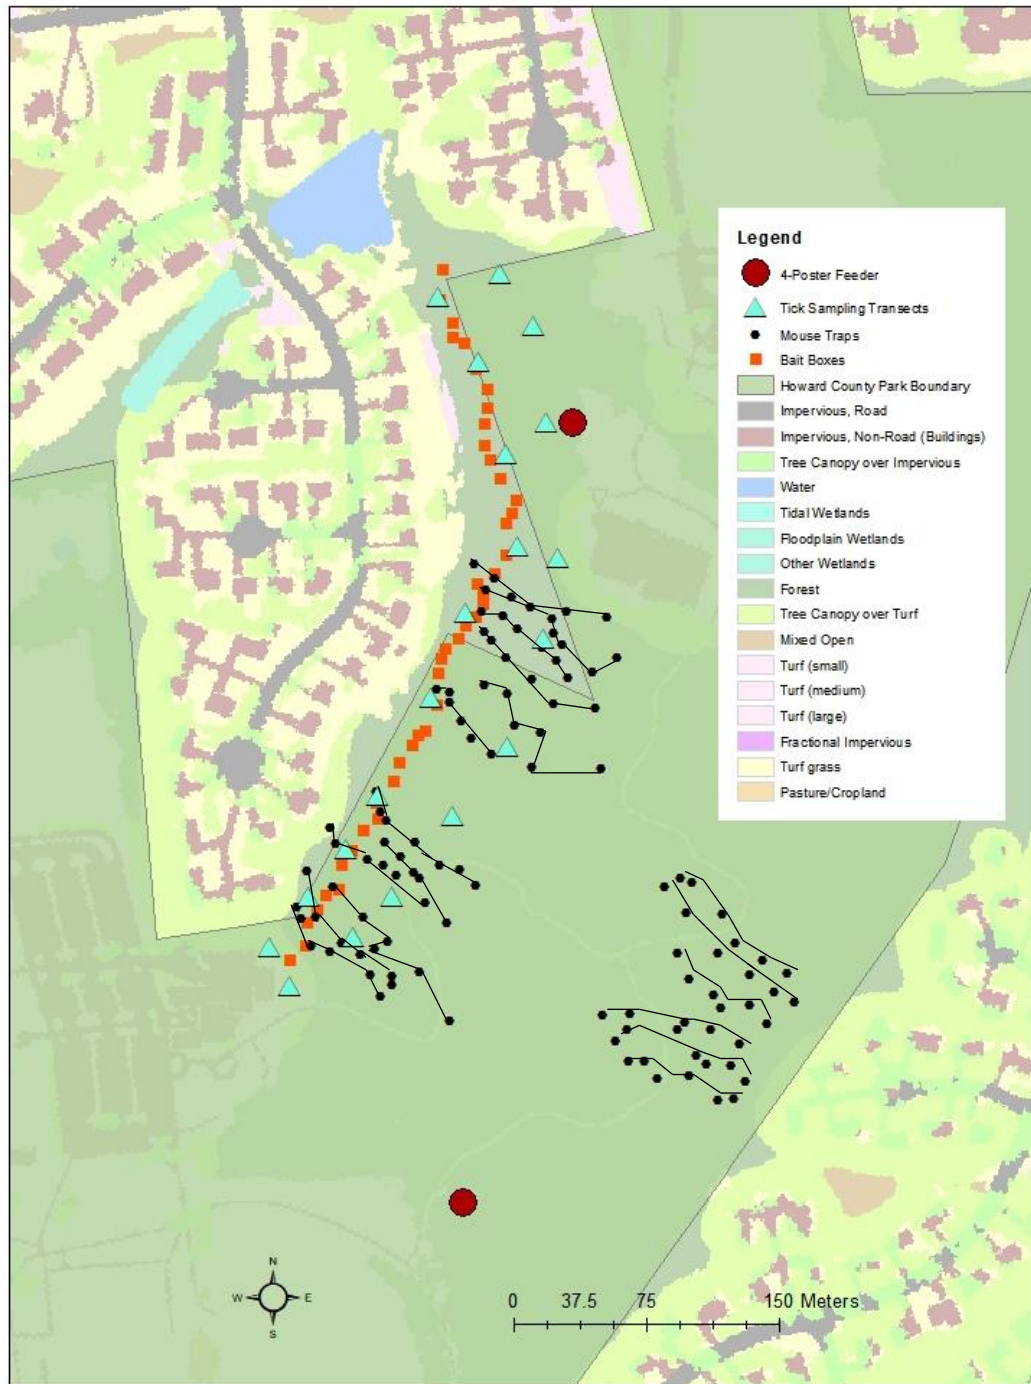 Legend
4-Poster Feeder
Tick Sampling Transects
Mouse Traps
Bait Boxes
Howard County Park Boundary
Impervious, Road
Impervious, Non-Road (Buildings)
Tree Canopy over Impervious
Water
Tidal Wetlands
Floodplain Wetlands
Other Wetlands
Forest
Tree Canopy over Turf
Mixed Open
Turf (small)
Turf (medium)
Turf (large)
Fractional Impervious
Turf grass
Pasture/Cropland
N
W E
S
0 37.5 75 150 Meters